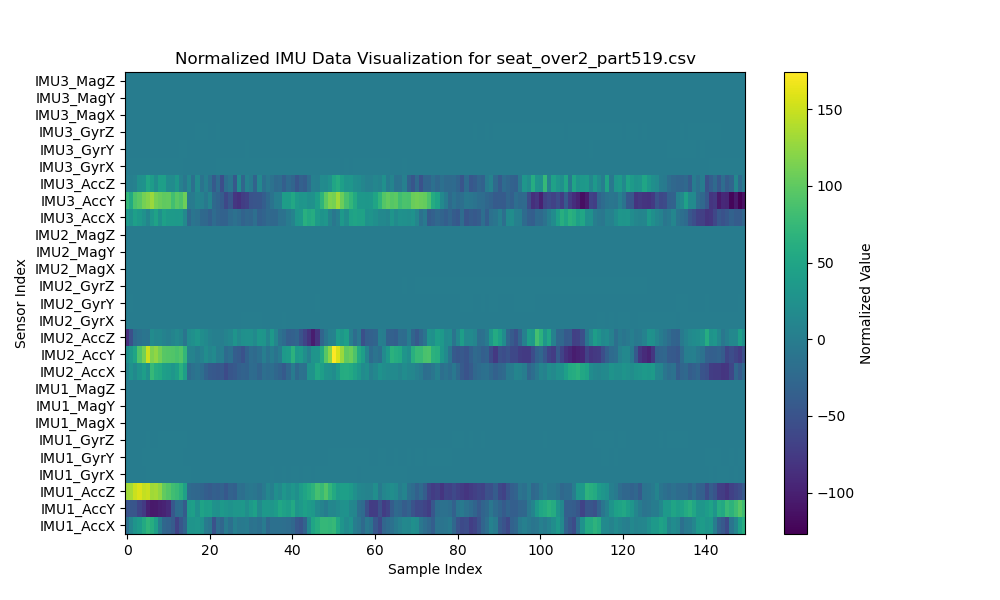 Normalized IMU Data Visualization for seat_over2_part519.csv
IMU3_MagZ
IMU3_MagY
IMU3_MagX
IMU3_GyrZ
IMU3_GyrY
IMU3_GyrX
IMU3_AccZ
IMU3_AccY
IMU3_AccX
IMU2_MagZ
IMU2_MagY
IMU2_MagX
IMU2_GyrZ
IMU2_GyrY
IMU2_GyrX
IMU2_AccZ
IMU2_AccY
IMU2_AccX
IMU1_MagZ
IMU1_MagY
IMU1_MagX
IMU1_GyrZ
IMU1_GyrY
IMU1_GyrX
IMU1_AccZ
IMU1_AccY
IMU1_AccX
Sensor Index
0 20 40 60 80 100 120 140
Sample Index
150
100
50
0
−50
−100
Normalized Value